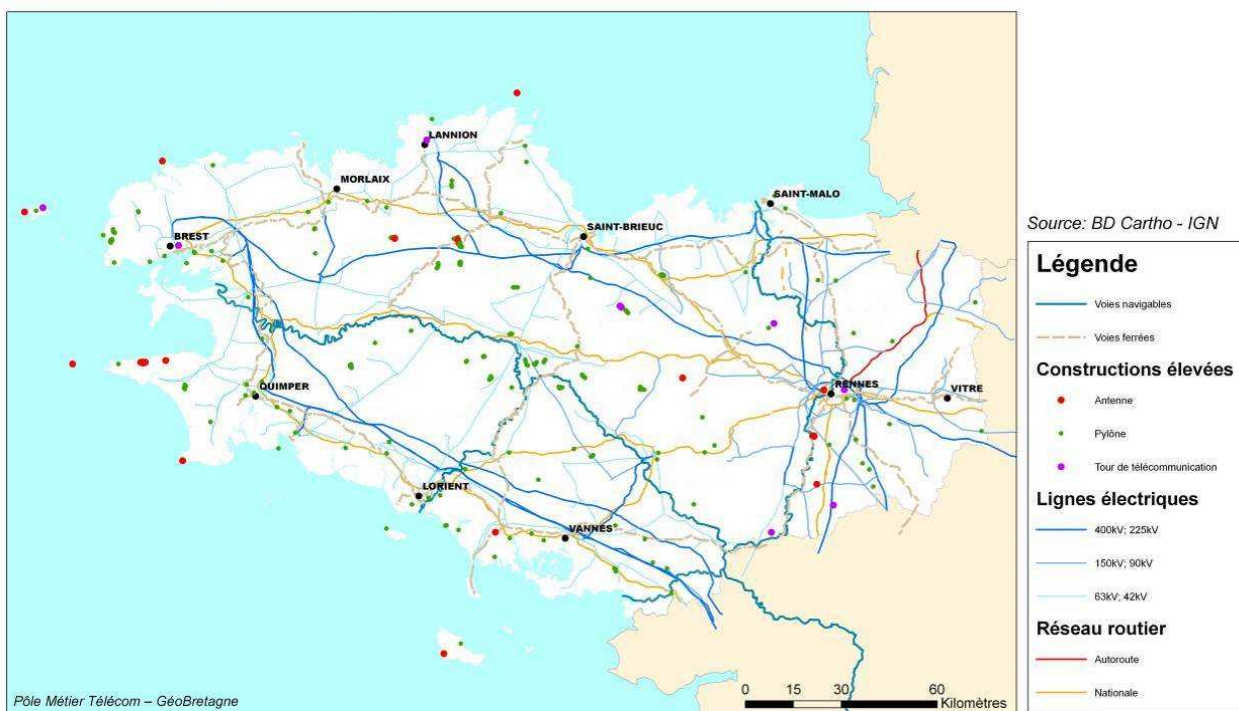 LANNION
MORLAIX
SAINT-MALO
SAINT-BRIEUC
BREST
QUIMPER
RENNES
VITRE
LORIENT
VANNES
0 15 30 60
Kilomètres
Pôle Métier Télécom – GéoBretagne
Source: BD Cartho - IGN
Légende
Voies navigables
Voies ferrées
Constructions élevées
Antenne
Pylône
Tour de télécommunication
Lignes électriques
400kV; 225kV
150kV; 90kV
63kV; 42kV
Réseau routier
Autoroute
Nationale